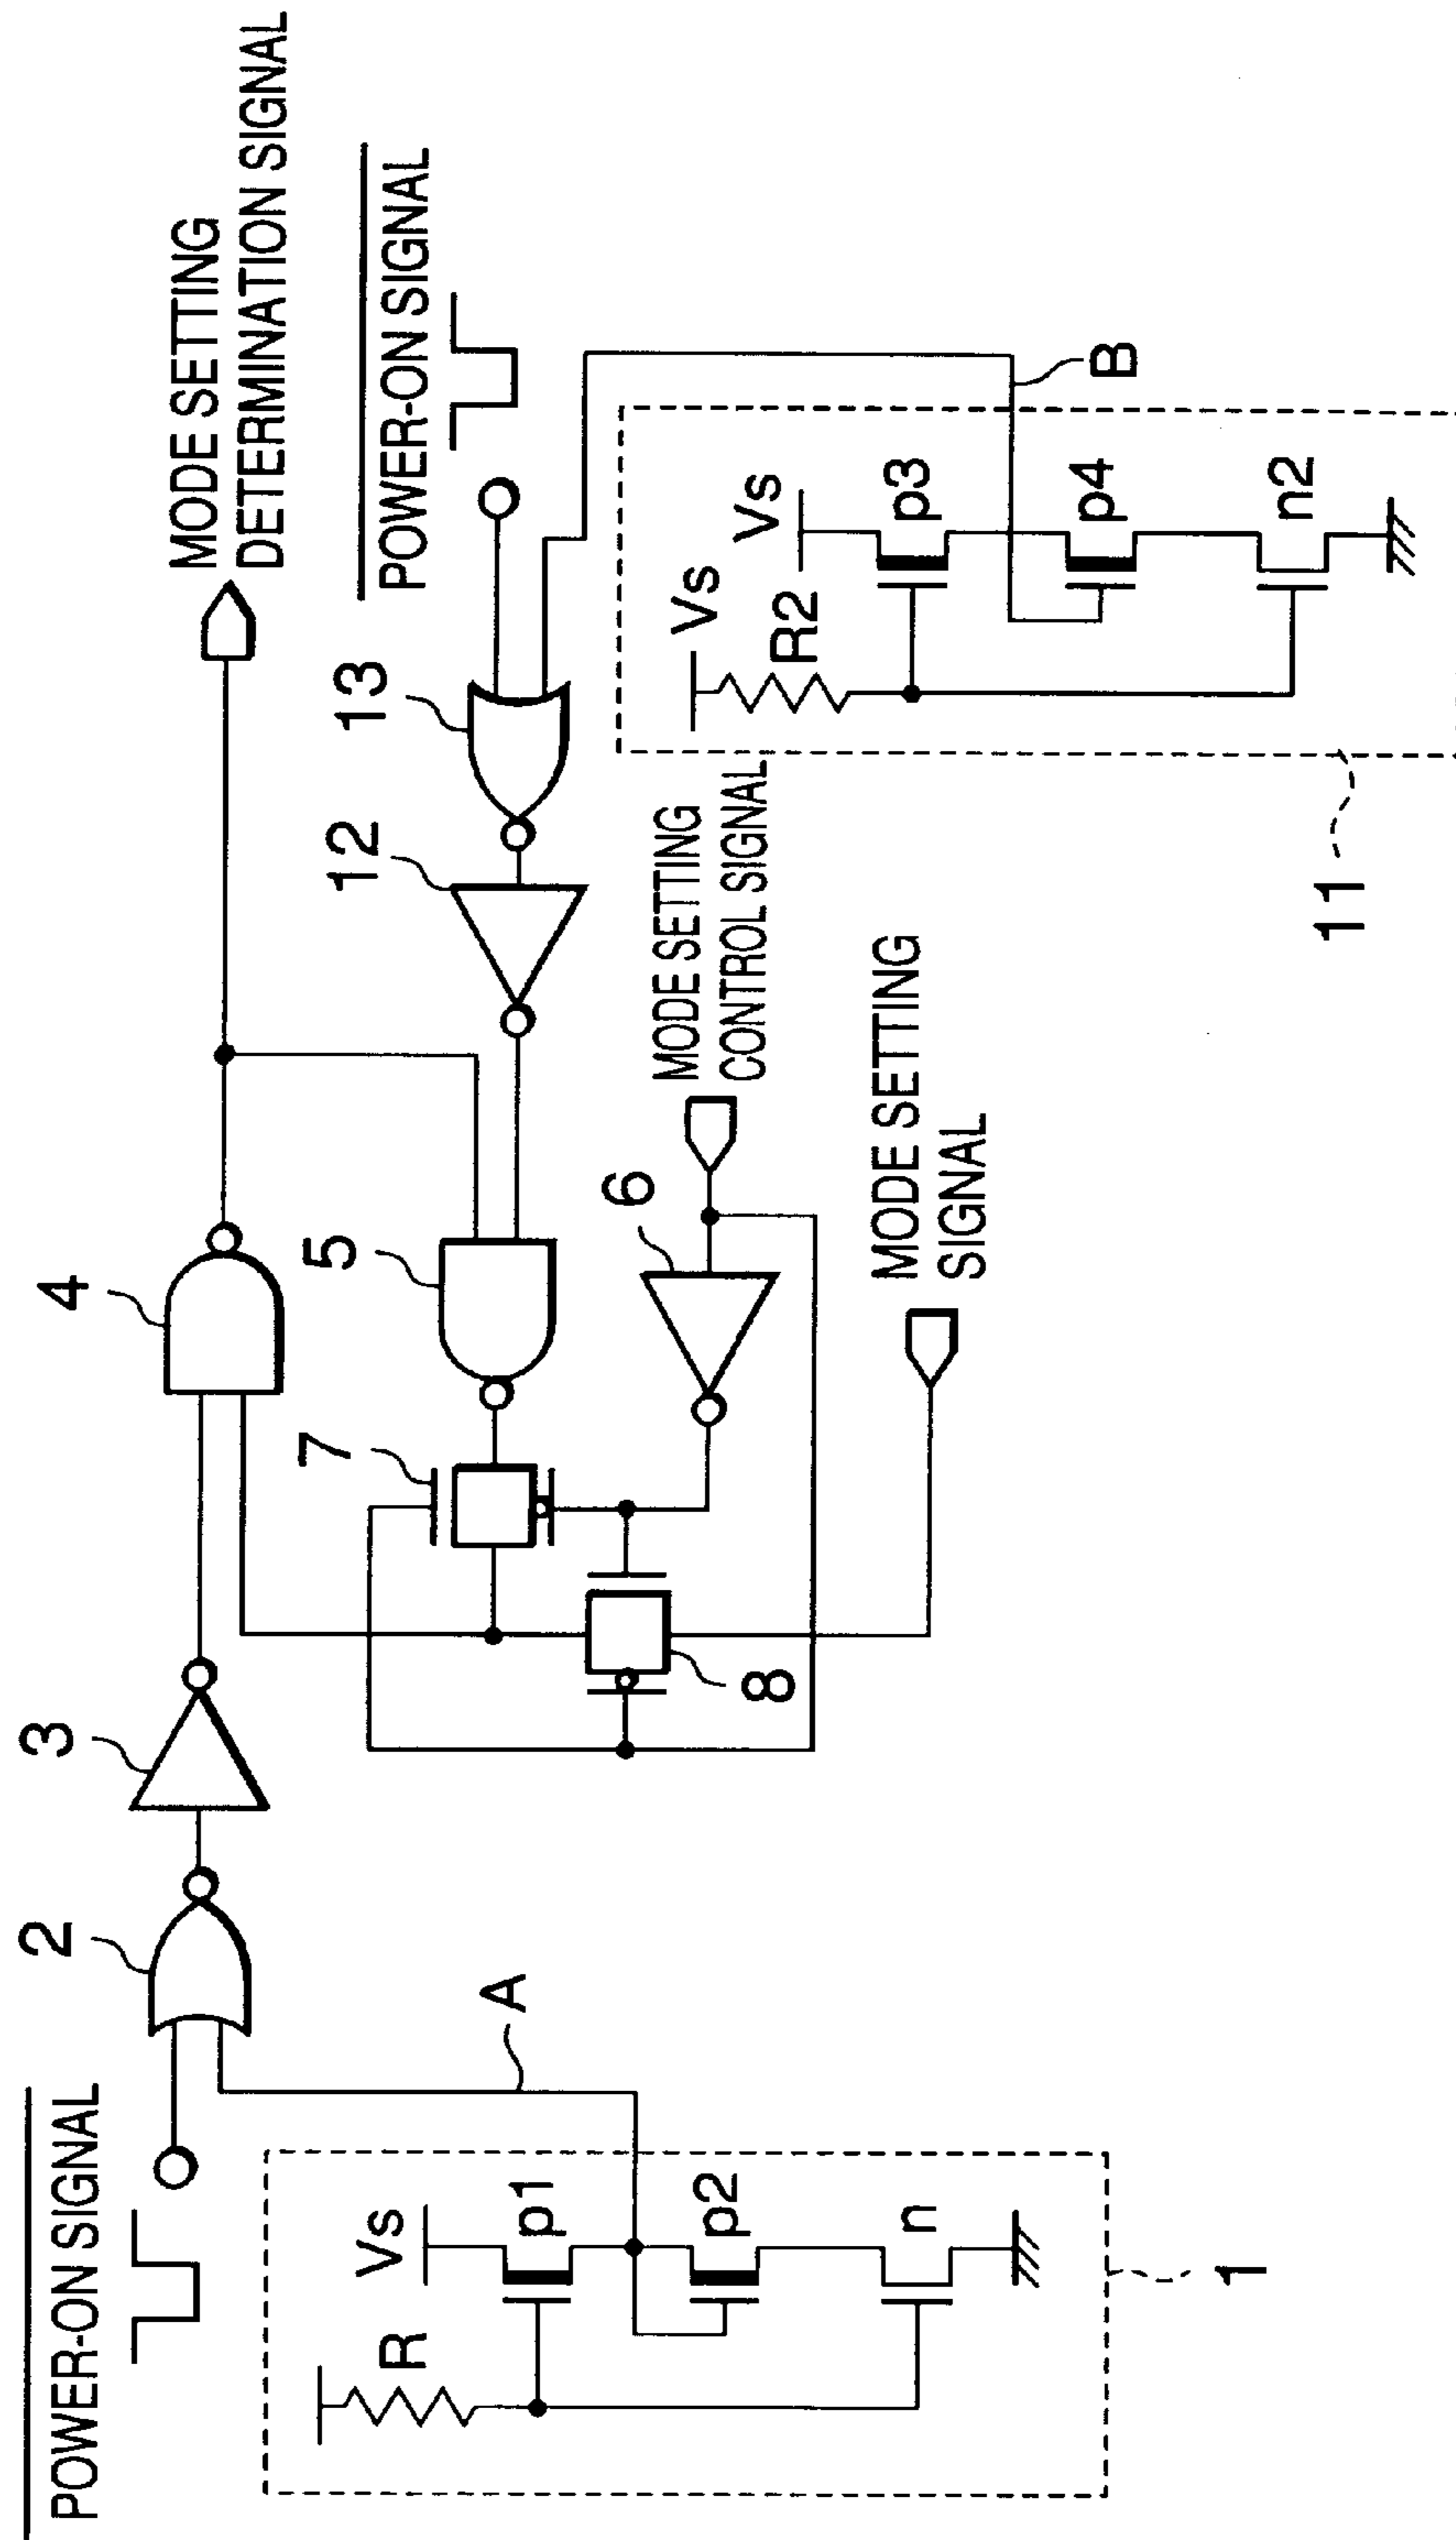 POWER-ON SIGNAL
2
3
4
MODE SETTING
DETERMINATION SIGNAL
POWER-ON SIGNAL
A
7
5
12
13
6
8
MODE SETTING
CONTROL SIGNAL
MODE SETTING
SIGNAL
R
Vs
p1
p2
n
1
Vs
R2
Vs
p3
p4
n2
B
11